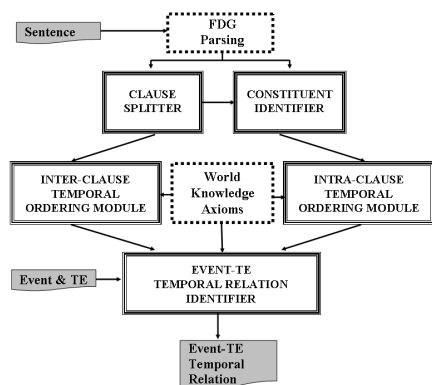 Sentence
FDG
Parsing
CLAUSE
SPLITTER
CONSTITUENT
IDENTIFIER
INTER-CLAUSE
TEMPORAL
ORDERING MODULE
World
Knowledge
Axioms
INTRA-CLAUSE
TEMPORAL
ORDERING MODULE
Event & TE
EVENT-TE
TEMPORAL RELATION
IDENTIFIER
Event-TE
Temporal
Relation